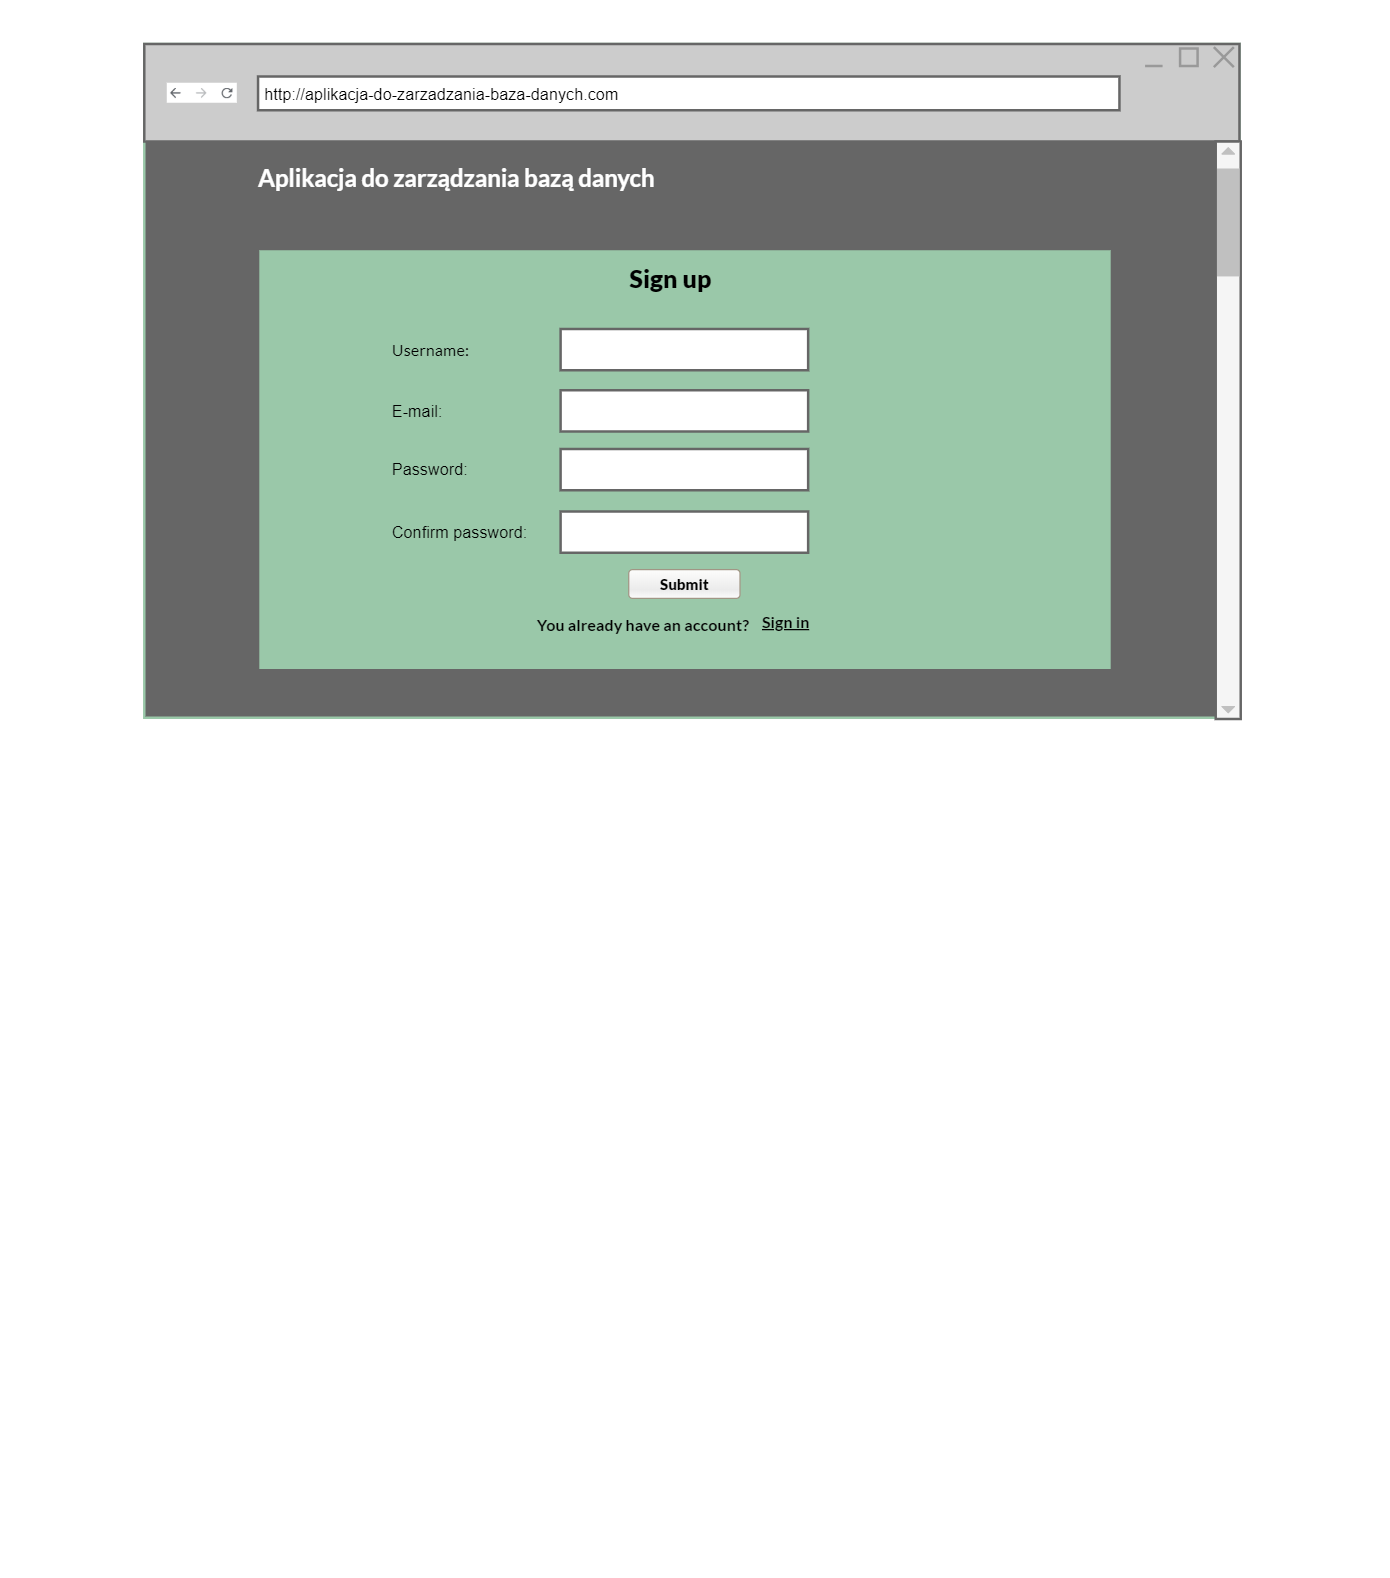 http://aplikacja-do-zarzadzania-baza-danych.com
Aplikacja do zarządzania bazą danych
Sign up
Username:
E-mail:
Password:
Confirm password:
Submit
You already have an account? Sign in